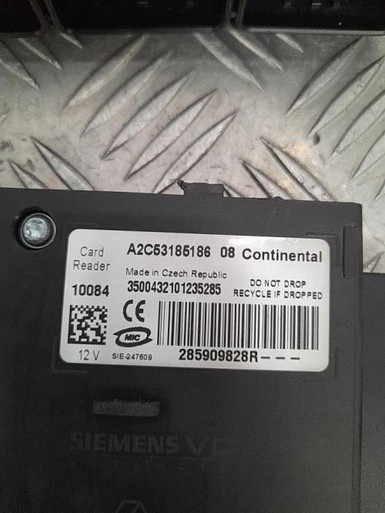 Card Reader
A2C53185186 08 Continental
Made in Czech Republic
10084
3500432101235285
DO NOT DROP
RECYCLE IF DROPPED
CE
MIC
12 V
SIE-247609
285909828R---
SIEMENS VD